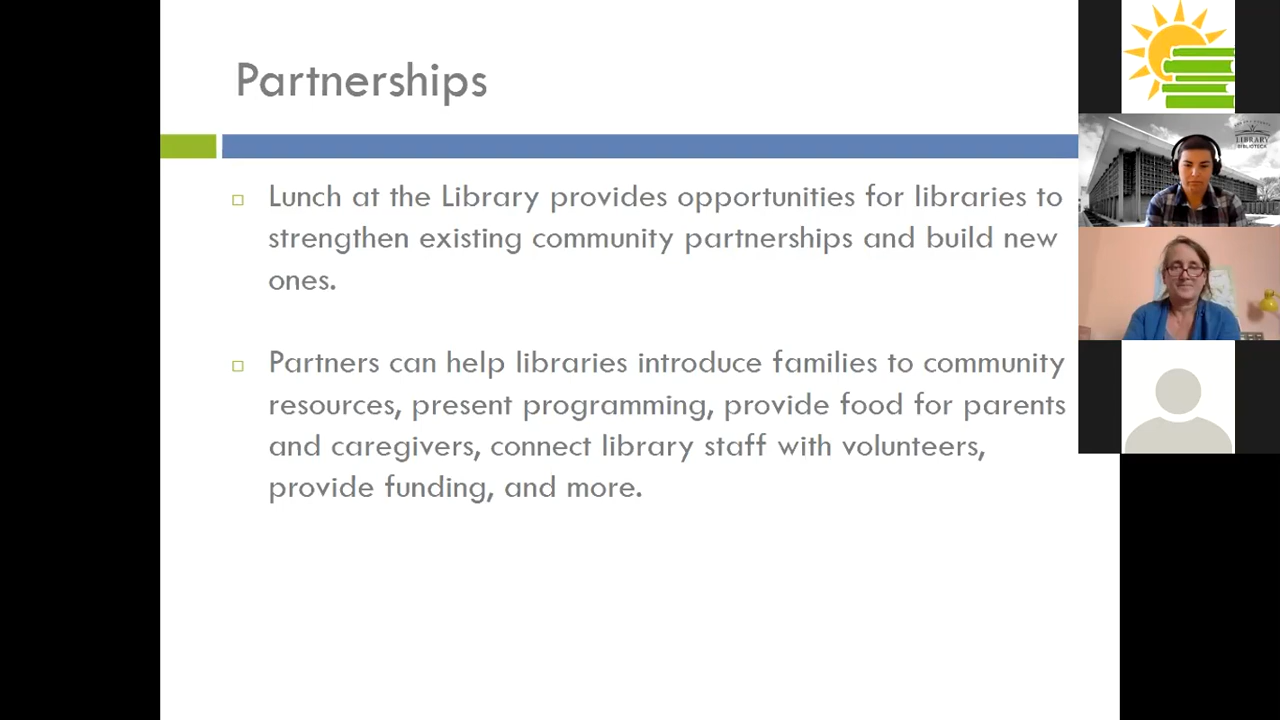 Partnerships
Lunch at the Library provides opportunities for libraries to
strengthen existing community partnerships and build new
ones.
Partners can help libraries introduce families to community
resources, present programming, provide food for parents
and caregivers, connect library staff with volunteers,
provide funding, and more.
LIBRARY
BIBLIOTECA